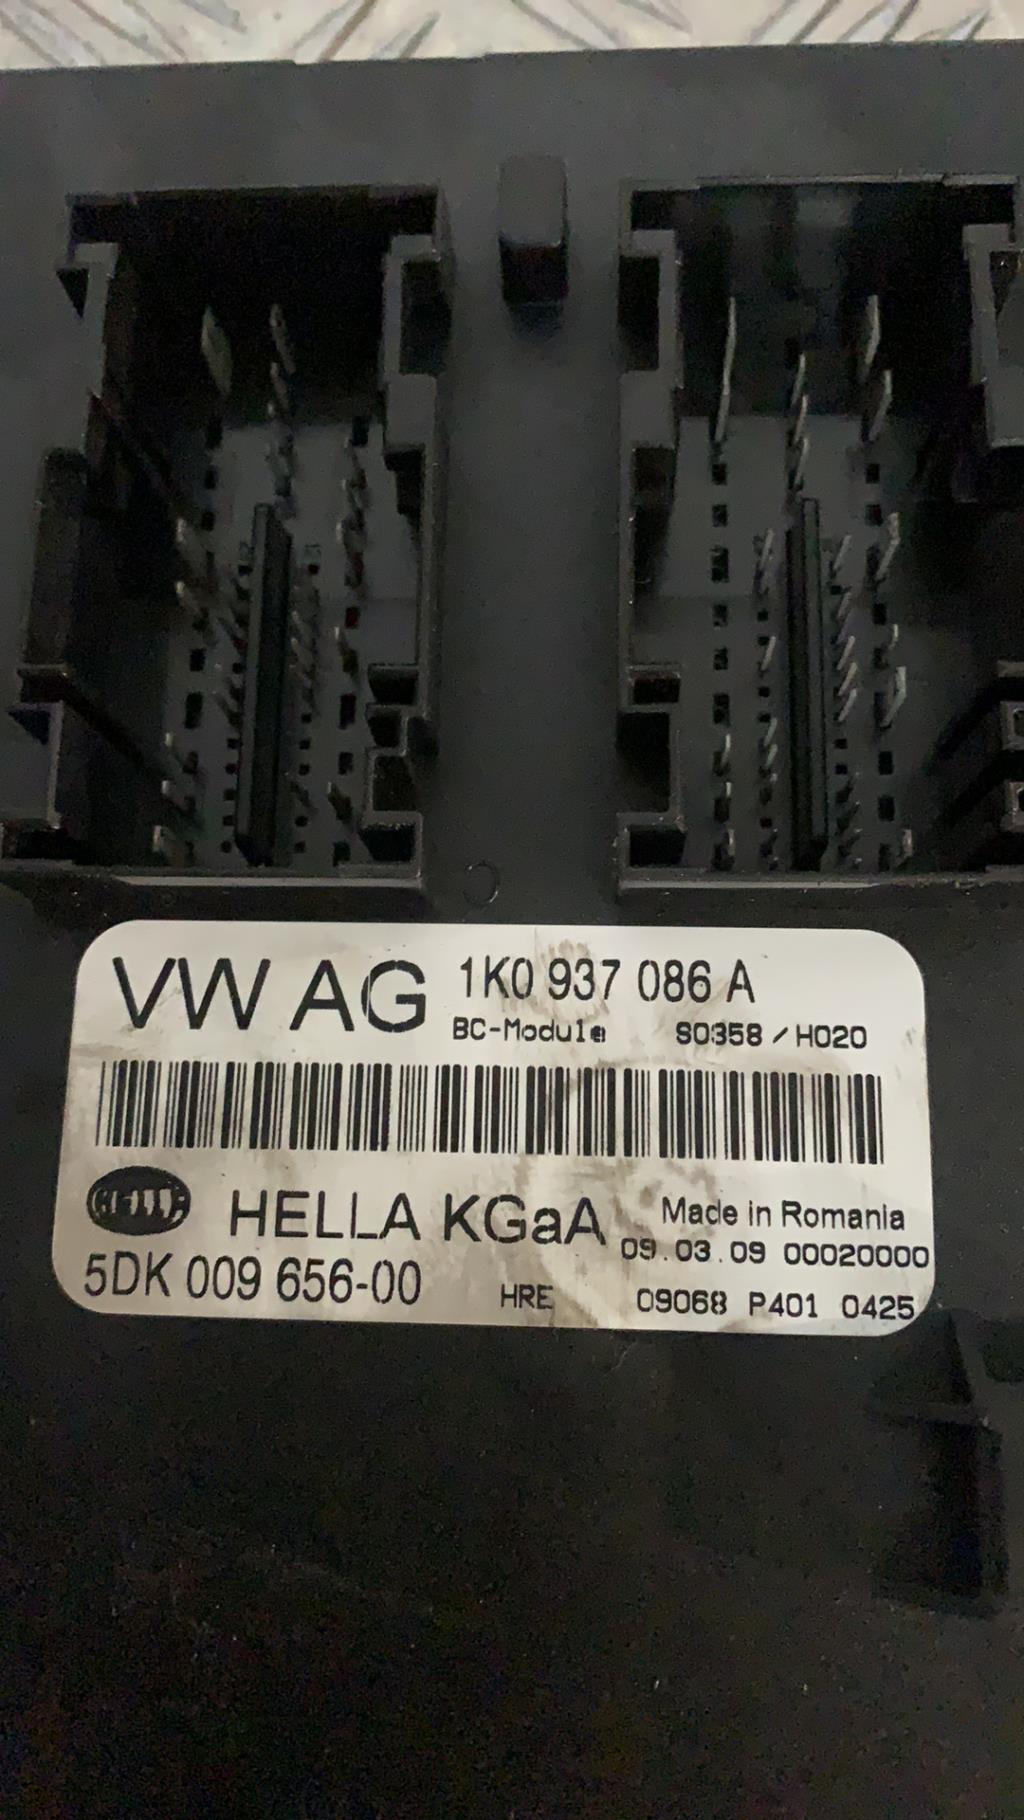 VW AG 1K0 937 086 A
BC-Module S0358 / H020
HELLA HELLA KGaA Made in Romania
09.03.09 00020000
5DK 009 656-00 HRE 09068 P401 0425